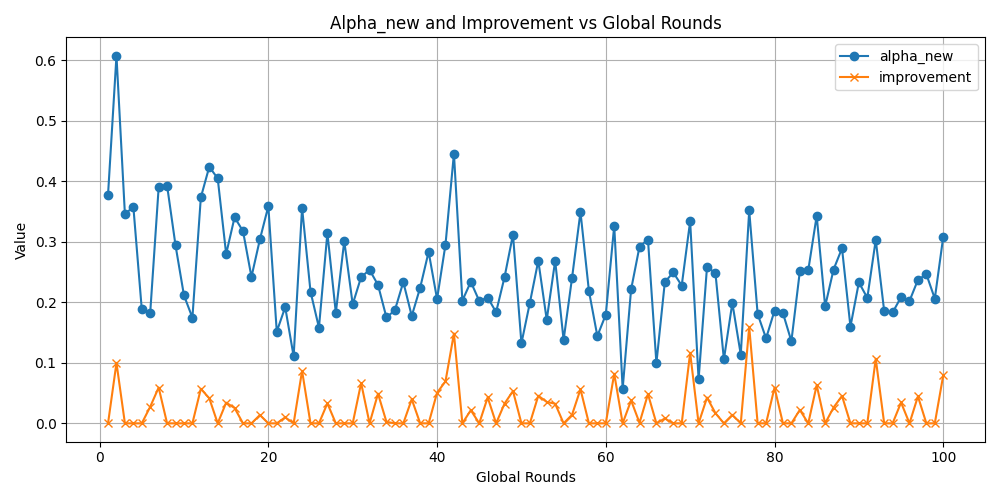 Alpha_new and Improvement vs Global Rounds
alpha_new
improvement
Value
0.6
0.5
0.4
0.3
0.2
0.1
0.0
0 20 40 60 80 100
Global Rounds